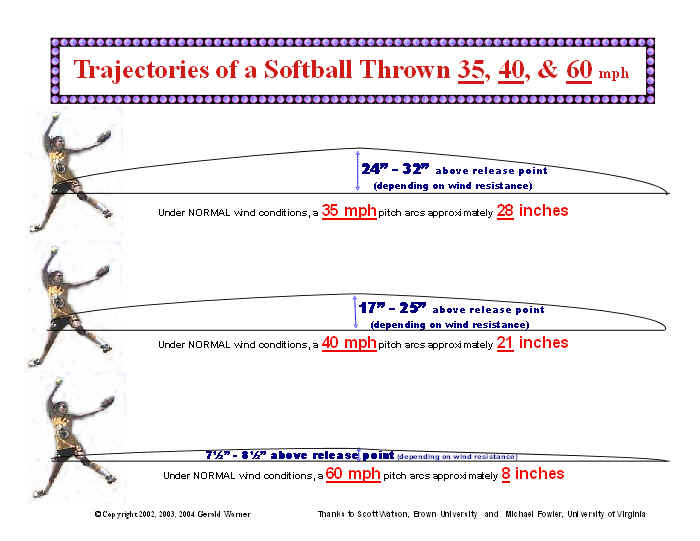 Trajectories of a Softball Thrown 35, 40, & 60 mph
24” – 32” above release point
(depending on wind resistance)
Under NORMAL wind conditions, a 35 mph pitch arcs approximately 28 inches
17” – 25” above release point
(depending on wind resistance)
Under NORMAL wind conditions, a 40 mph pitch arcs approximately 21 inches
7½” - 8½” above release point (depending on wind resistance)
Under NORMAL wind conditions, a 60 mph pitch arcs approximately 8 inches
©Copyright 2002, 2003, 2004 Gerald Warner
Thanks to Scott Watson, Brown University and Michael Fowler, University of Virginia